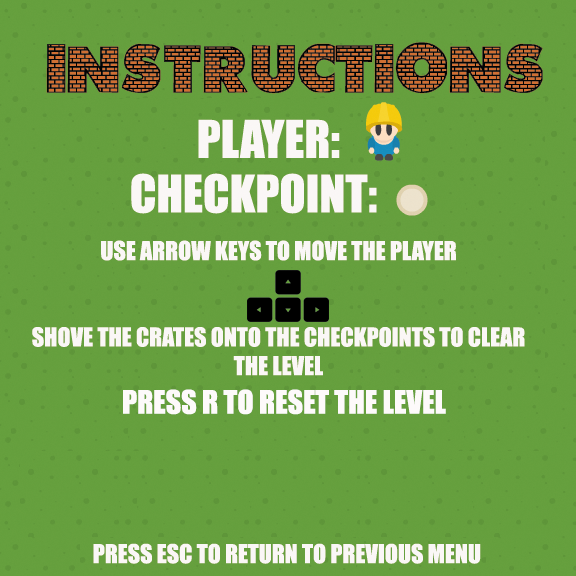 INSTRUCTIONS
PLAYER:
CHECKPOINT:
USE ARROW KEYS TO MOVE THE PLAYER
SHOVE THE CRATES ONTO THE CHECKPOINTS TO CLEAR
THE LEVEL
PRESS R TO RESET THE LEVEL
PRESS ESC TO RETURN TO PREVIOUS MENU